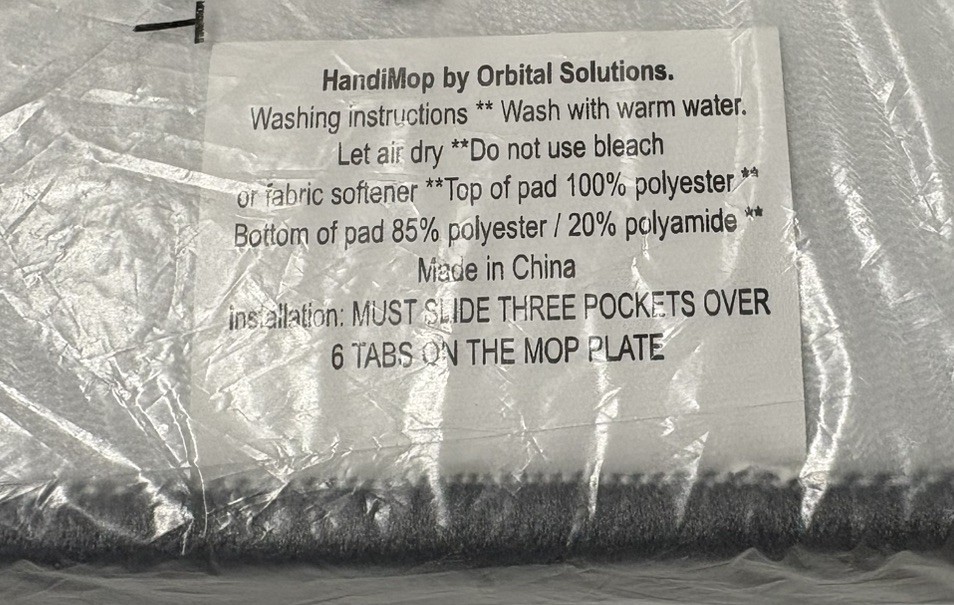 HandiMop by Orbital Solutions.
Washing instructions ** Wash with warm water.
Let air dry **Do not use bleach
or fabric softener **Top of pad 100% polyester **
Bottom of pad 85% polyester / 20% polyamide **
Made in China
installation: MUST SLIDE THREE POCKETS OVER
6 TABS ON THE MOP PLATE